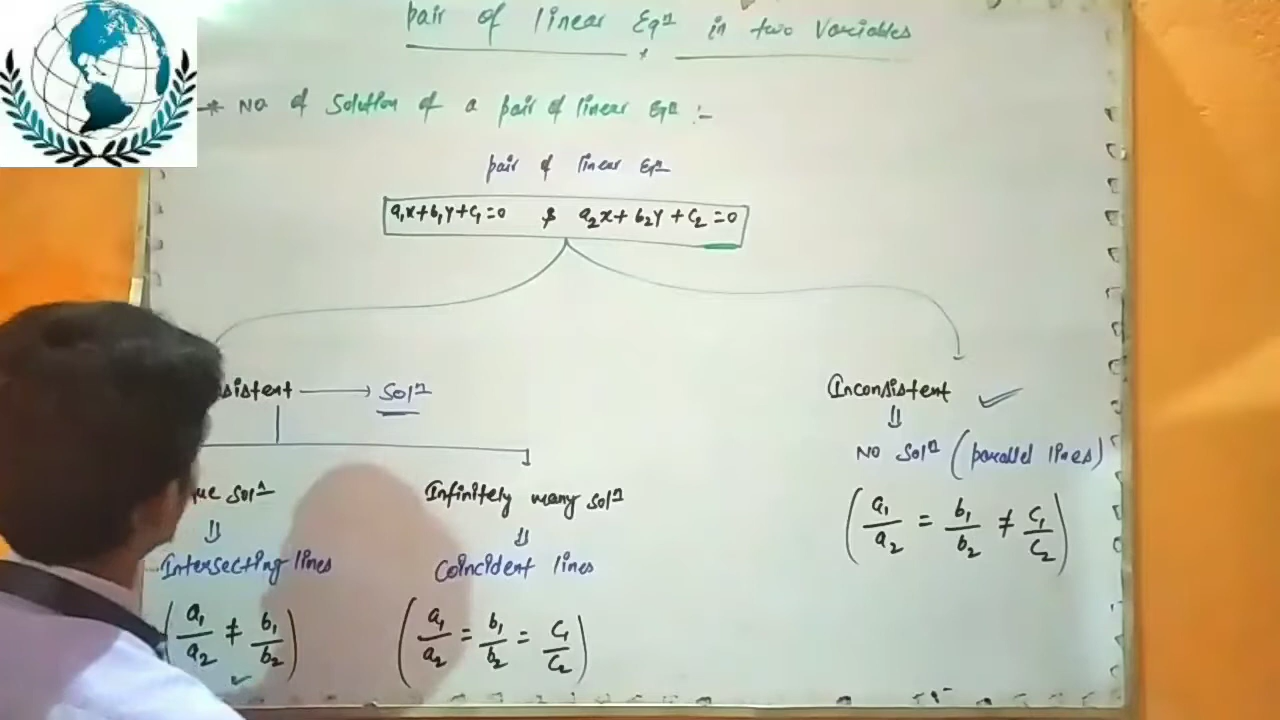 pair of linear Eqⁿ in two Variables
* No of Solution of a pair of linear Eqⁿ :-
pair of linear Eqⁿ
a₁x+b₁y+c₁=0 & a₂x+b₂y+c₂=0
sistent → Solⁿ
Inconsistent
No Solⁿ (parallel lines)
ue Solⁿ
Infinitely many Solⁿ
(a₁/a₂ = b₁/b₂ ≠ c₁/c₂)
Intersecting lines
Coincident lines
(a₁/a₂ ≠ b₁/b₂)
(a₁/a₂ = b₁/b₂ = c₁/c₂)